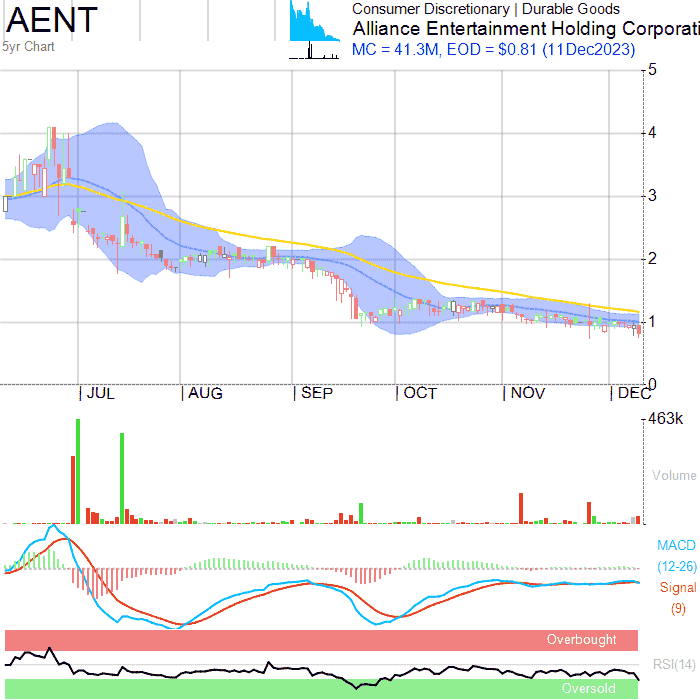 AENT
5yr Chart
Consumer Discretionary | Durable Goods
Alliance Entertainment Holding Corporati
MC = 41.3M, EOD = $0.81 (11Dec2023)
5
4
3
2
1
0
JUL AUG SEP OCT NOV DEC
463k
Volume
MACD
(12-26)
Signal
(9)
Overbought
RSI(14)
Oversold